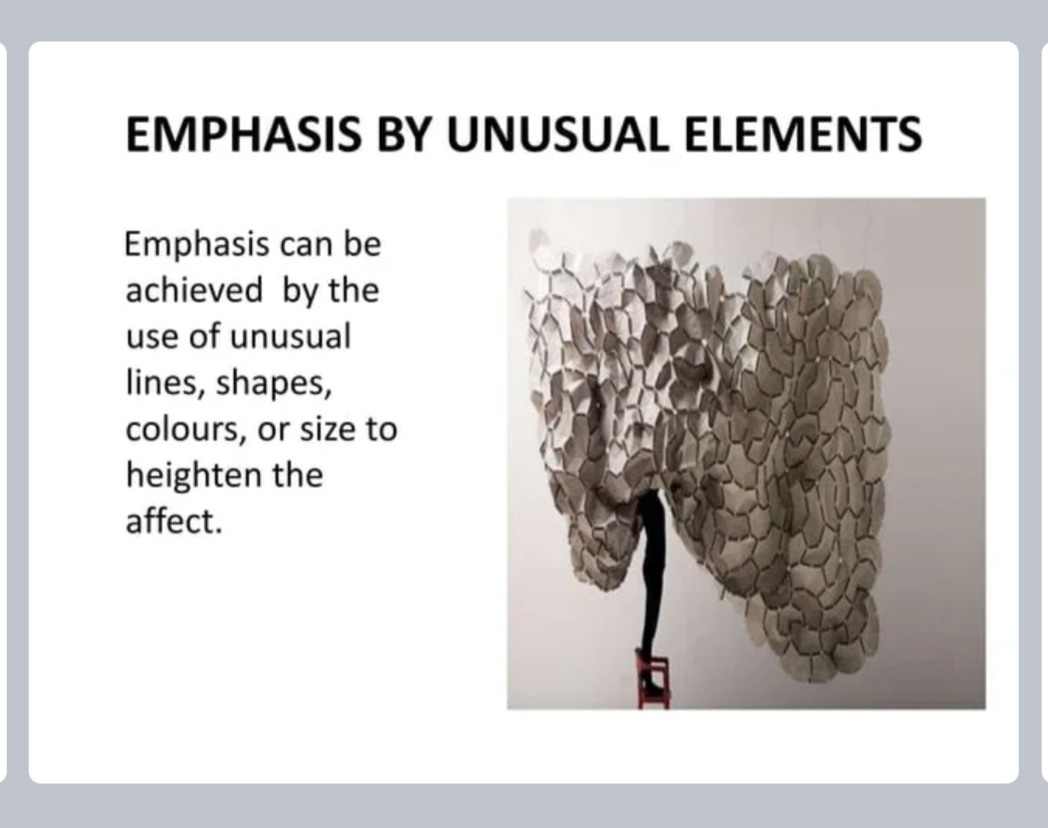 EMPHASIS BY UNUSUAL ELEMENTS
Emphasis can be
achieved by the
use of unusual
lines, shapes,
colours, or size to
heighten the
affect.